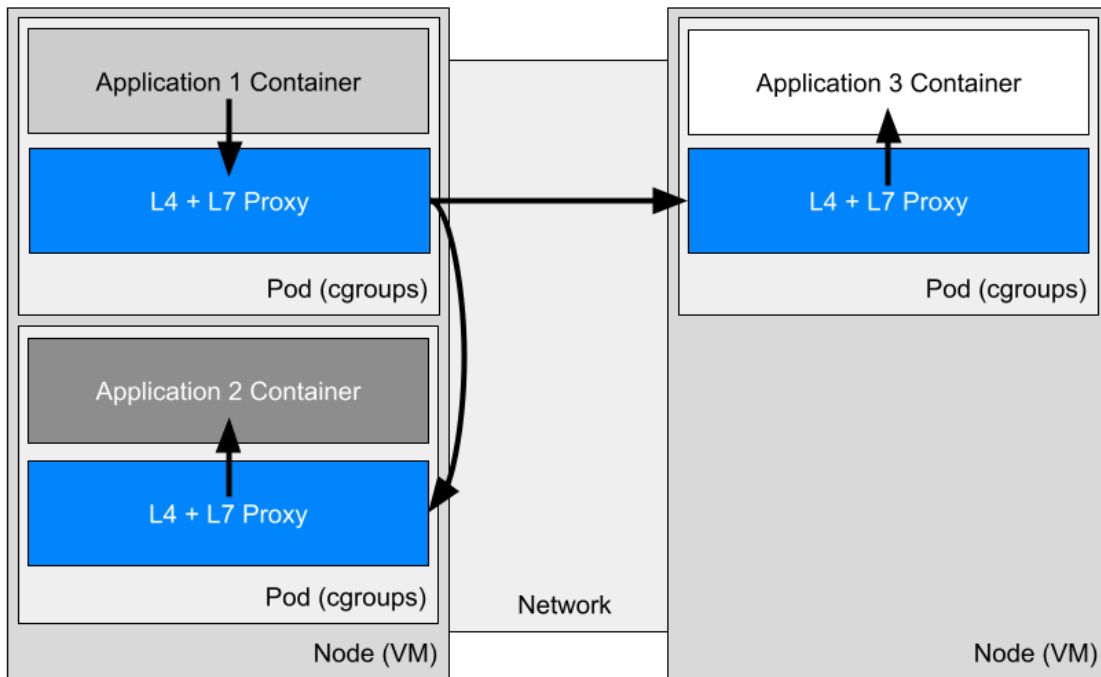 Application 1 Container
L4 + L7 Proxy
Pod (cgroups)
Application 2 Container
L4 + L7 Proxy
Pod (cgroups)
Node (VM)
Network
Application 3 Container
L4 + L7 Proxy
Pod (cgroups)
Node (VM)